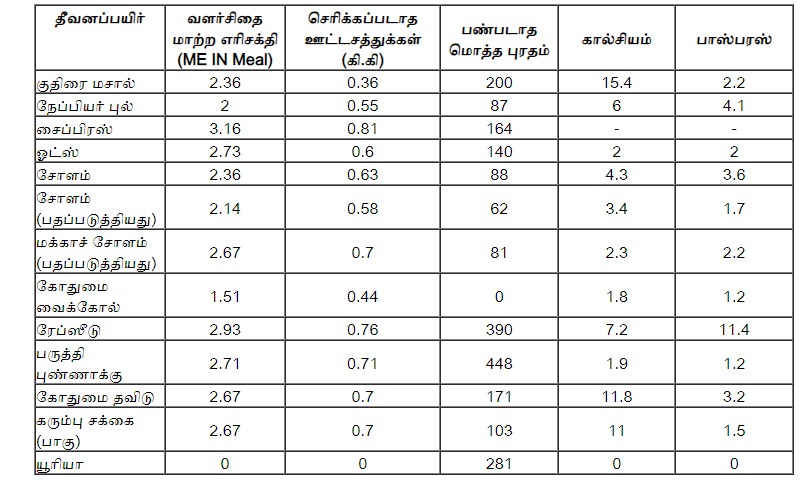 தீவனப்பயிர் வளர்சிதை மாற்ற எரிசக்தி (ME IN Meal) செரிக்கப்படாத ஊட்டசத்துக்கள் (கி.கி) பண்படாத மொத்த புரதம் கால்சியம் பாஸ்பரஸ்
குதிரை மசால் 2.36 0.36 200 15.4 2.2
நேப்பியர் புல் 2 0.55 87 6 4.1
சைப்பிரஸ் 3.16 0.81 164 - -
ஓட்ஸ் 2.73 0.6 140 2 2
சோளம் 2.36 0.63 88 4.3 3.6
சோளம் (பதப்படுத்தியது) 2.14 0.58 62 3.4 1.7
மக்காச் சோளம் (பதப்படுத்தியது) 2.67 0.7 81 2.3 2.2
கோதுமை வைக்கோல் 1.51 0.44 0 1.8 1.2
ரேப்ஸீடு 2.93 0.76 390 7.2 11.4
பருத்தி புண்ணாக்கு 2.71 0.71 448 1.9 1.2
கோதுமை தவிடு 2.67 0.7 171 11.8 3.2
கரும்பு சக்கை (பாகு) 2.67 0.7 103 11 1.5
யூரியா 0 0 281 0 0